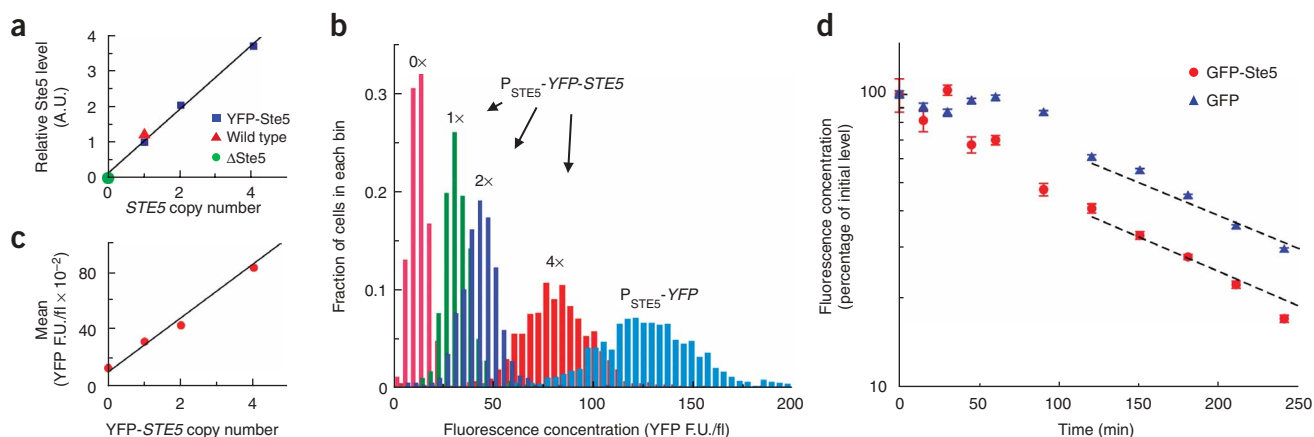 a
Relative Ste5 level
(A.U.)
4
3
2
1
0
YFP-Ste5
Wild type
ΔSte5
0 2 4
STE5 copy number
b
Fraction of cells in each bin
0.3
0.2
0.1
0
0×
1×
2×
4×
P_STE5-YFP-STE5
P_STE5-YFP
0 50 100 150 200
Fluorescence concentration (YFP F.U./fl)
c
Mean
(YFP F.U./fl × 10⁻²)
80
40
0
0 2 4
YFP-STE5 copy number
d
Fluorescence concentration
(percentage of initial level)
100
10
GFP-Ste5
GFP
0 50 100 150 200 250
Time (min)